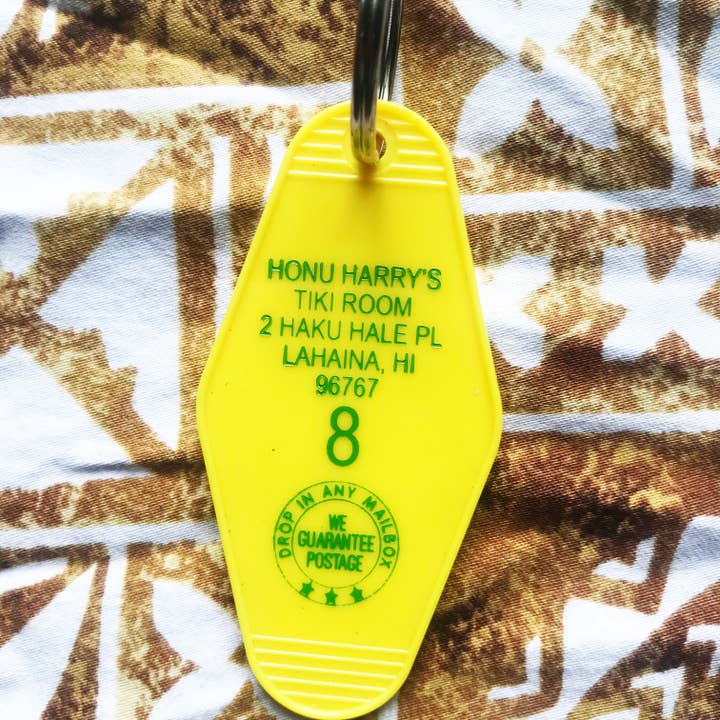 HONU HARRY'S
TIKI ROOM
2 HAKU HALE PL
LAHAINA, HI
96767
8
DROP IN ANY MAILBOX
WE
GUARANTEE
POSTAGE